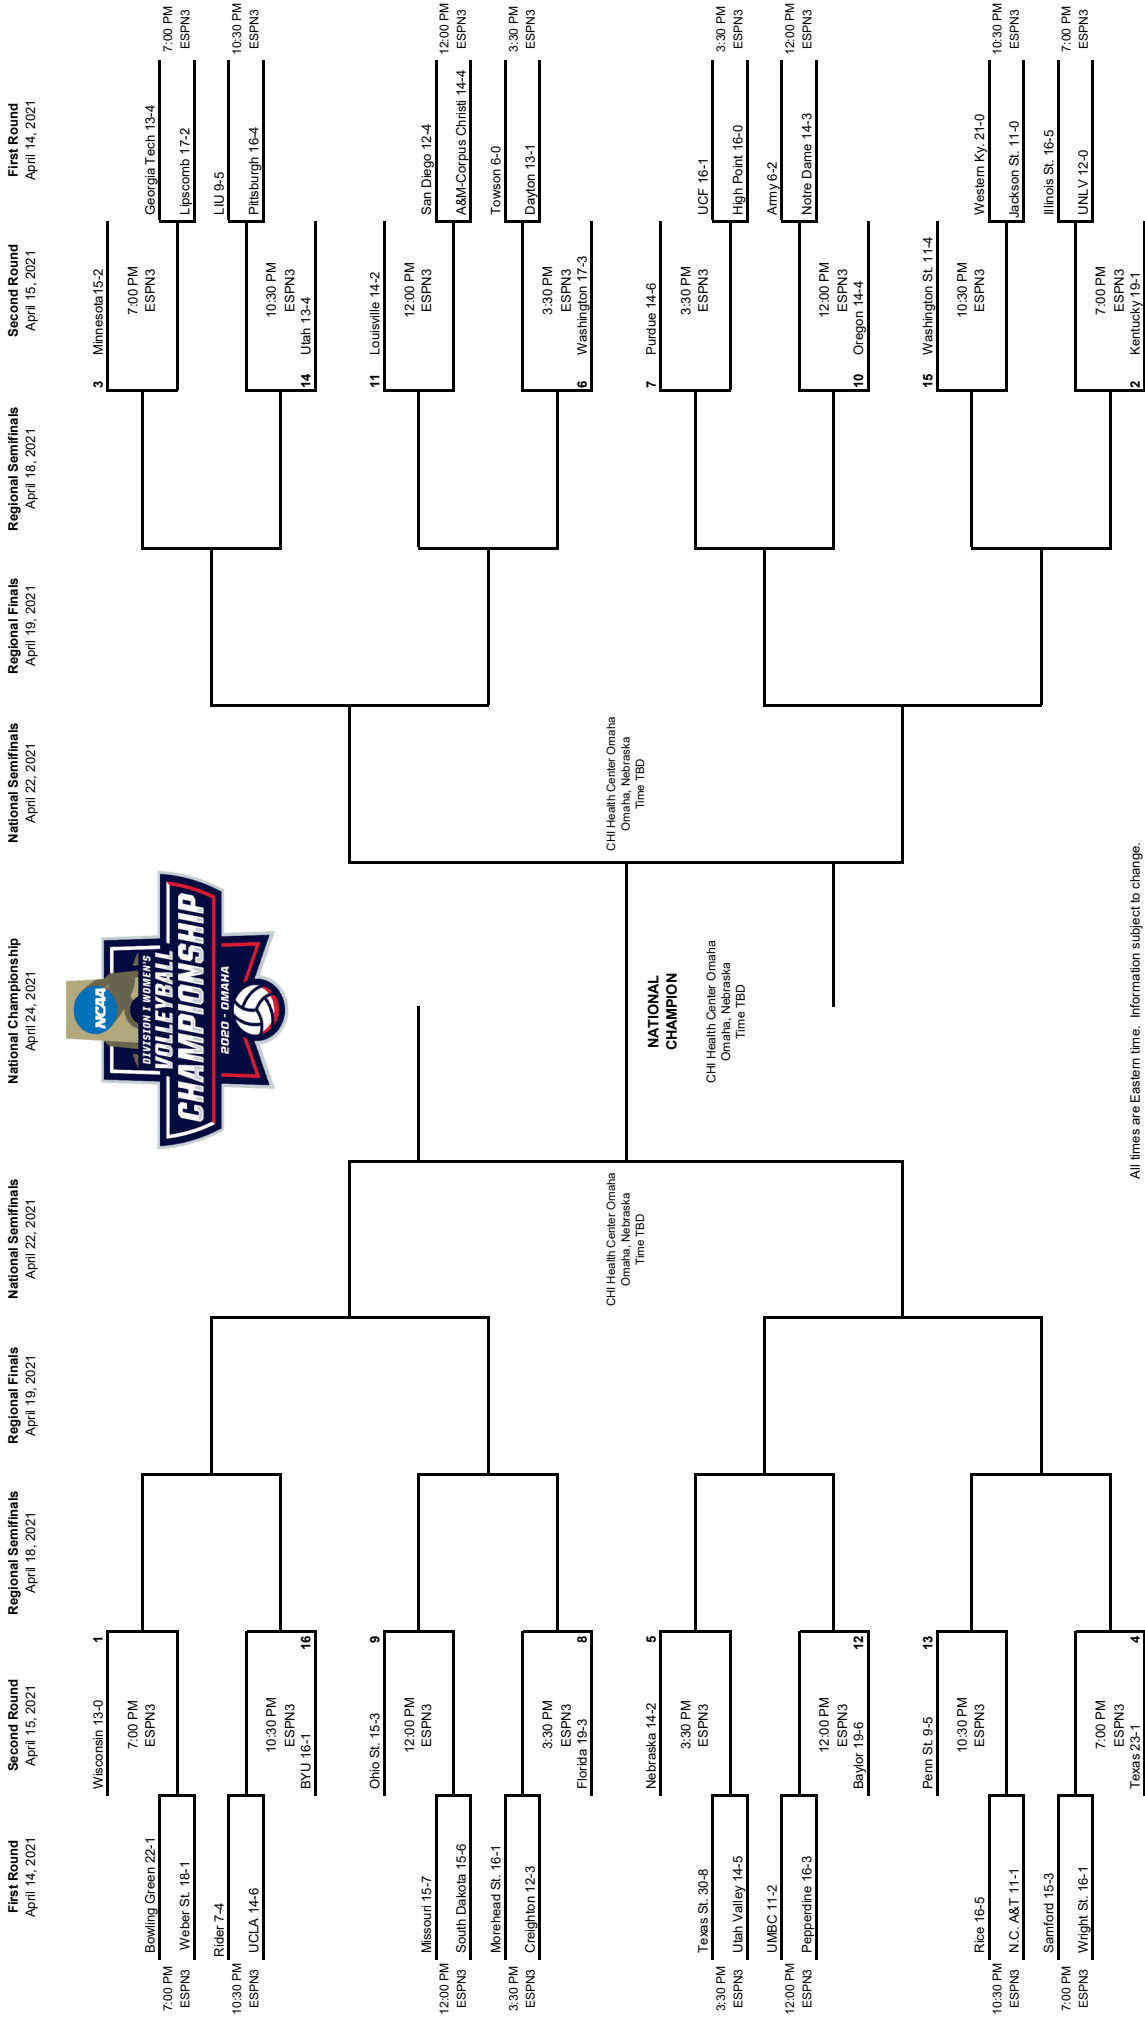 First Round
April 14, 2021
Second Round
April 15, 2021
Regional Semifinals
April 18, 2021
Regional Finals
April 19, 2021
National Semifinals
April 22, 2021
National Championship
April 24, 2021
National Semifinals
April 22, 2021
Regional Finals
April 19, 2021
Regional Semifinals
April 18, 2021
Second Round
April 15, 2021
First Round
April 14, 2021
Wisconsin 13-0
1
7:00 PM
ESPN3
Bowling Green 22-1
7:00 PM
ESPN3
Weber St. 18-1
Rider 7-4
10:30 PM
ESPN3
UCLA 14-6
10:30 PM
ESPN3
BYU 16-1
16
Ohio St. 15-3
9
12:00 PM
ESPN3
Missouri 15-7
12:00 PM
ESPN3
South Dakota 15-6
Morehead St. 16-1
3:30 PM
ESPN3
Creighton 12-3
3:30 PM
ESPN3
Florida 19-3
8
CHI Health Center Omaha
Omaha, Nebraska
Time TBD
Nebraska 14-2
5
3:30 PM
ESPN3
Texas St. 30-8
3:30 PM
ESPN3
Utah Valley 14-5
UMBC 11-2
12:00 PM
ESPN3
Pepperdine 16-3
12:00 PM
ESPN3
Baylor 19-6
12
Penn St. 9-5
13
10:30 PM
ESPN3
Rice 16-5
10:30 PM
ESPN3
N.C. A&T 11-1
Samford 15-3
7:00 PM
ESPN3
Wright St. 16-1
7:00 PM
ESPN3
Texas 23-1
4
NCAA
DIVISION I WOMEN'S
VOLLEYBALL
CHAMPIONSHIP
2020 - OMAHA
NATIONAL
CHAMPION
CHI Health Center Omaha
Omaha, Nebraska
Time TBD
3
Minnesota15-2
7:00 PM
ESPN3
Georgia Tech 13-4
7:00 PM
ESPN3
Lipscomb 17-2
LIU 9-5
10:30 PM
ESPN3
Pittsburgh 16-4
10:30 PM
ESPN3
14
Utah 13-4
11
Louisville 14-2
12:00 PM
ESPN3
San Diego 12-4
12:00 PM
ESPN3
A&M-Corpus Christi 14-4
Towson 6-0
3:30 PM
ESPN3
Dayton 13-1
3:30 PM
ESPN3
6
Washington 17-3
CHI Health Center Omaha
Omaha, Nebraska
Time TBD
7
Purdue 14-6
3:30 PM
ESPN3
UCF 16-1
3:30 PM
ESPN3
High Point 16-0
Army 6-2
12:00 PM
ESPN3
Notre Dame 14-3
12:00 PM
ESPN3
10
Oregon 14-4
15
Washington St. 11-4
10:30 PM
ESPN3
Western Ky. 21-0
10:30 PM
ESPN3
Jackson St. 11-0
Illinois St. 16-5
7:00 PM
ESPN3
UNLV 12-0
7:00 PM
ESPN3
2
Kentucky 19-1
All times are Eastern time. Information subject to change.